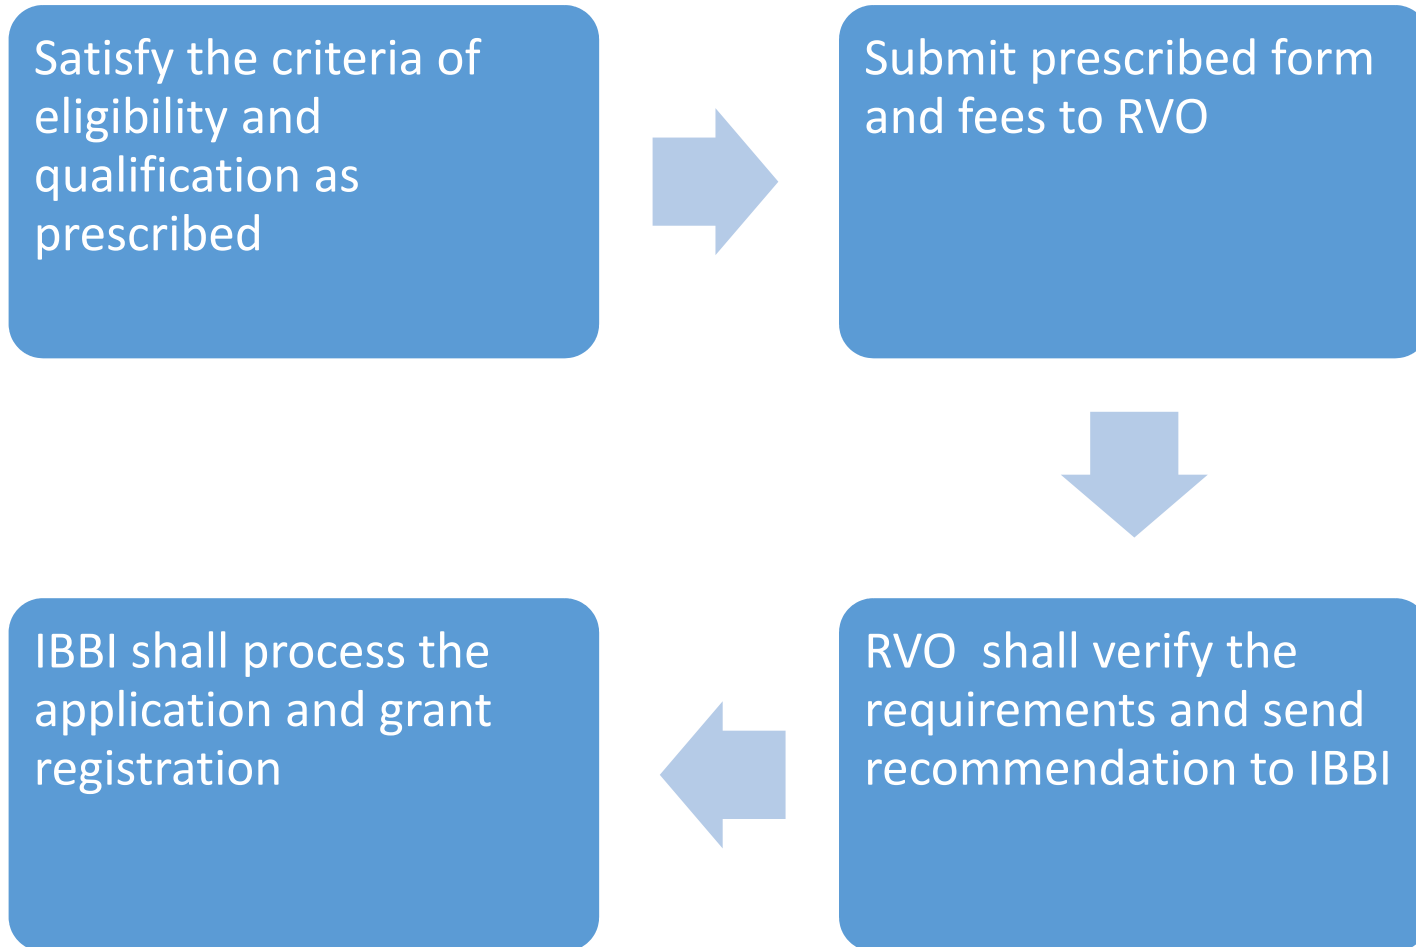 Satisfy the criteria of
eligibility and
qualification as
prescribed
Submit prescribed form
and fees to RVO
RVO  shall verify the
requirements and send
recommendation to IBBI
IBBI shall process the
application and grant
registration